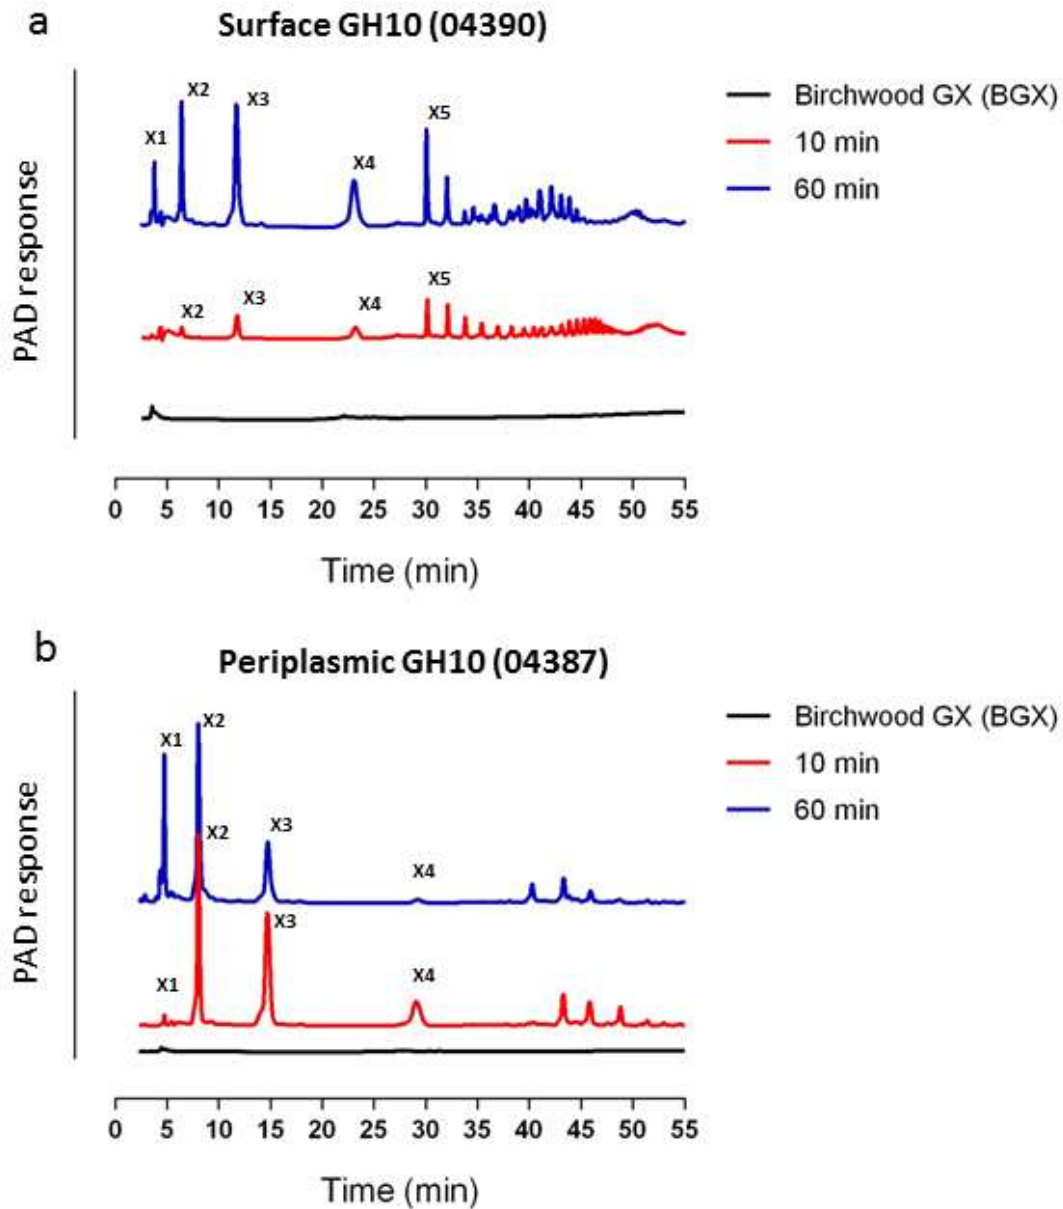 a
Surface GH10 (04390)
PAD response
X1
X2
X3
X4
X5
X2
X3
X4
X5
Birchwood GX (BGX)
10 min
60 min
0 5 10 15 20 25 30 35 40 45 50 55
Time (min)
b
Periplasmic GH10 (04387)
PAD response
X1
X2
X3
X4
X1
X2
X3
X4
Birchwood GX (BGX)
10 min
60 min
0 5 10 15 20 25 30 35 40 45 50 55
Time (min)